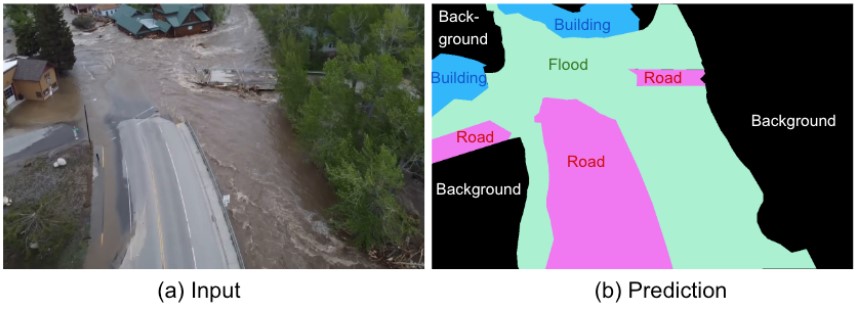 Back-
ground
Building
Flood
Building
Road
Background
Road
Road
Background
(a) Input
(b) Prediction